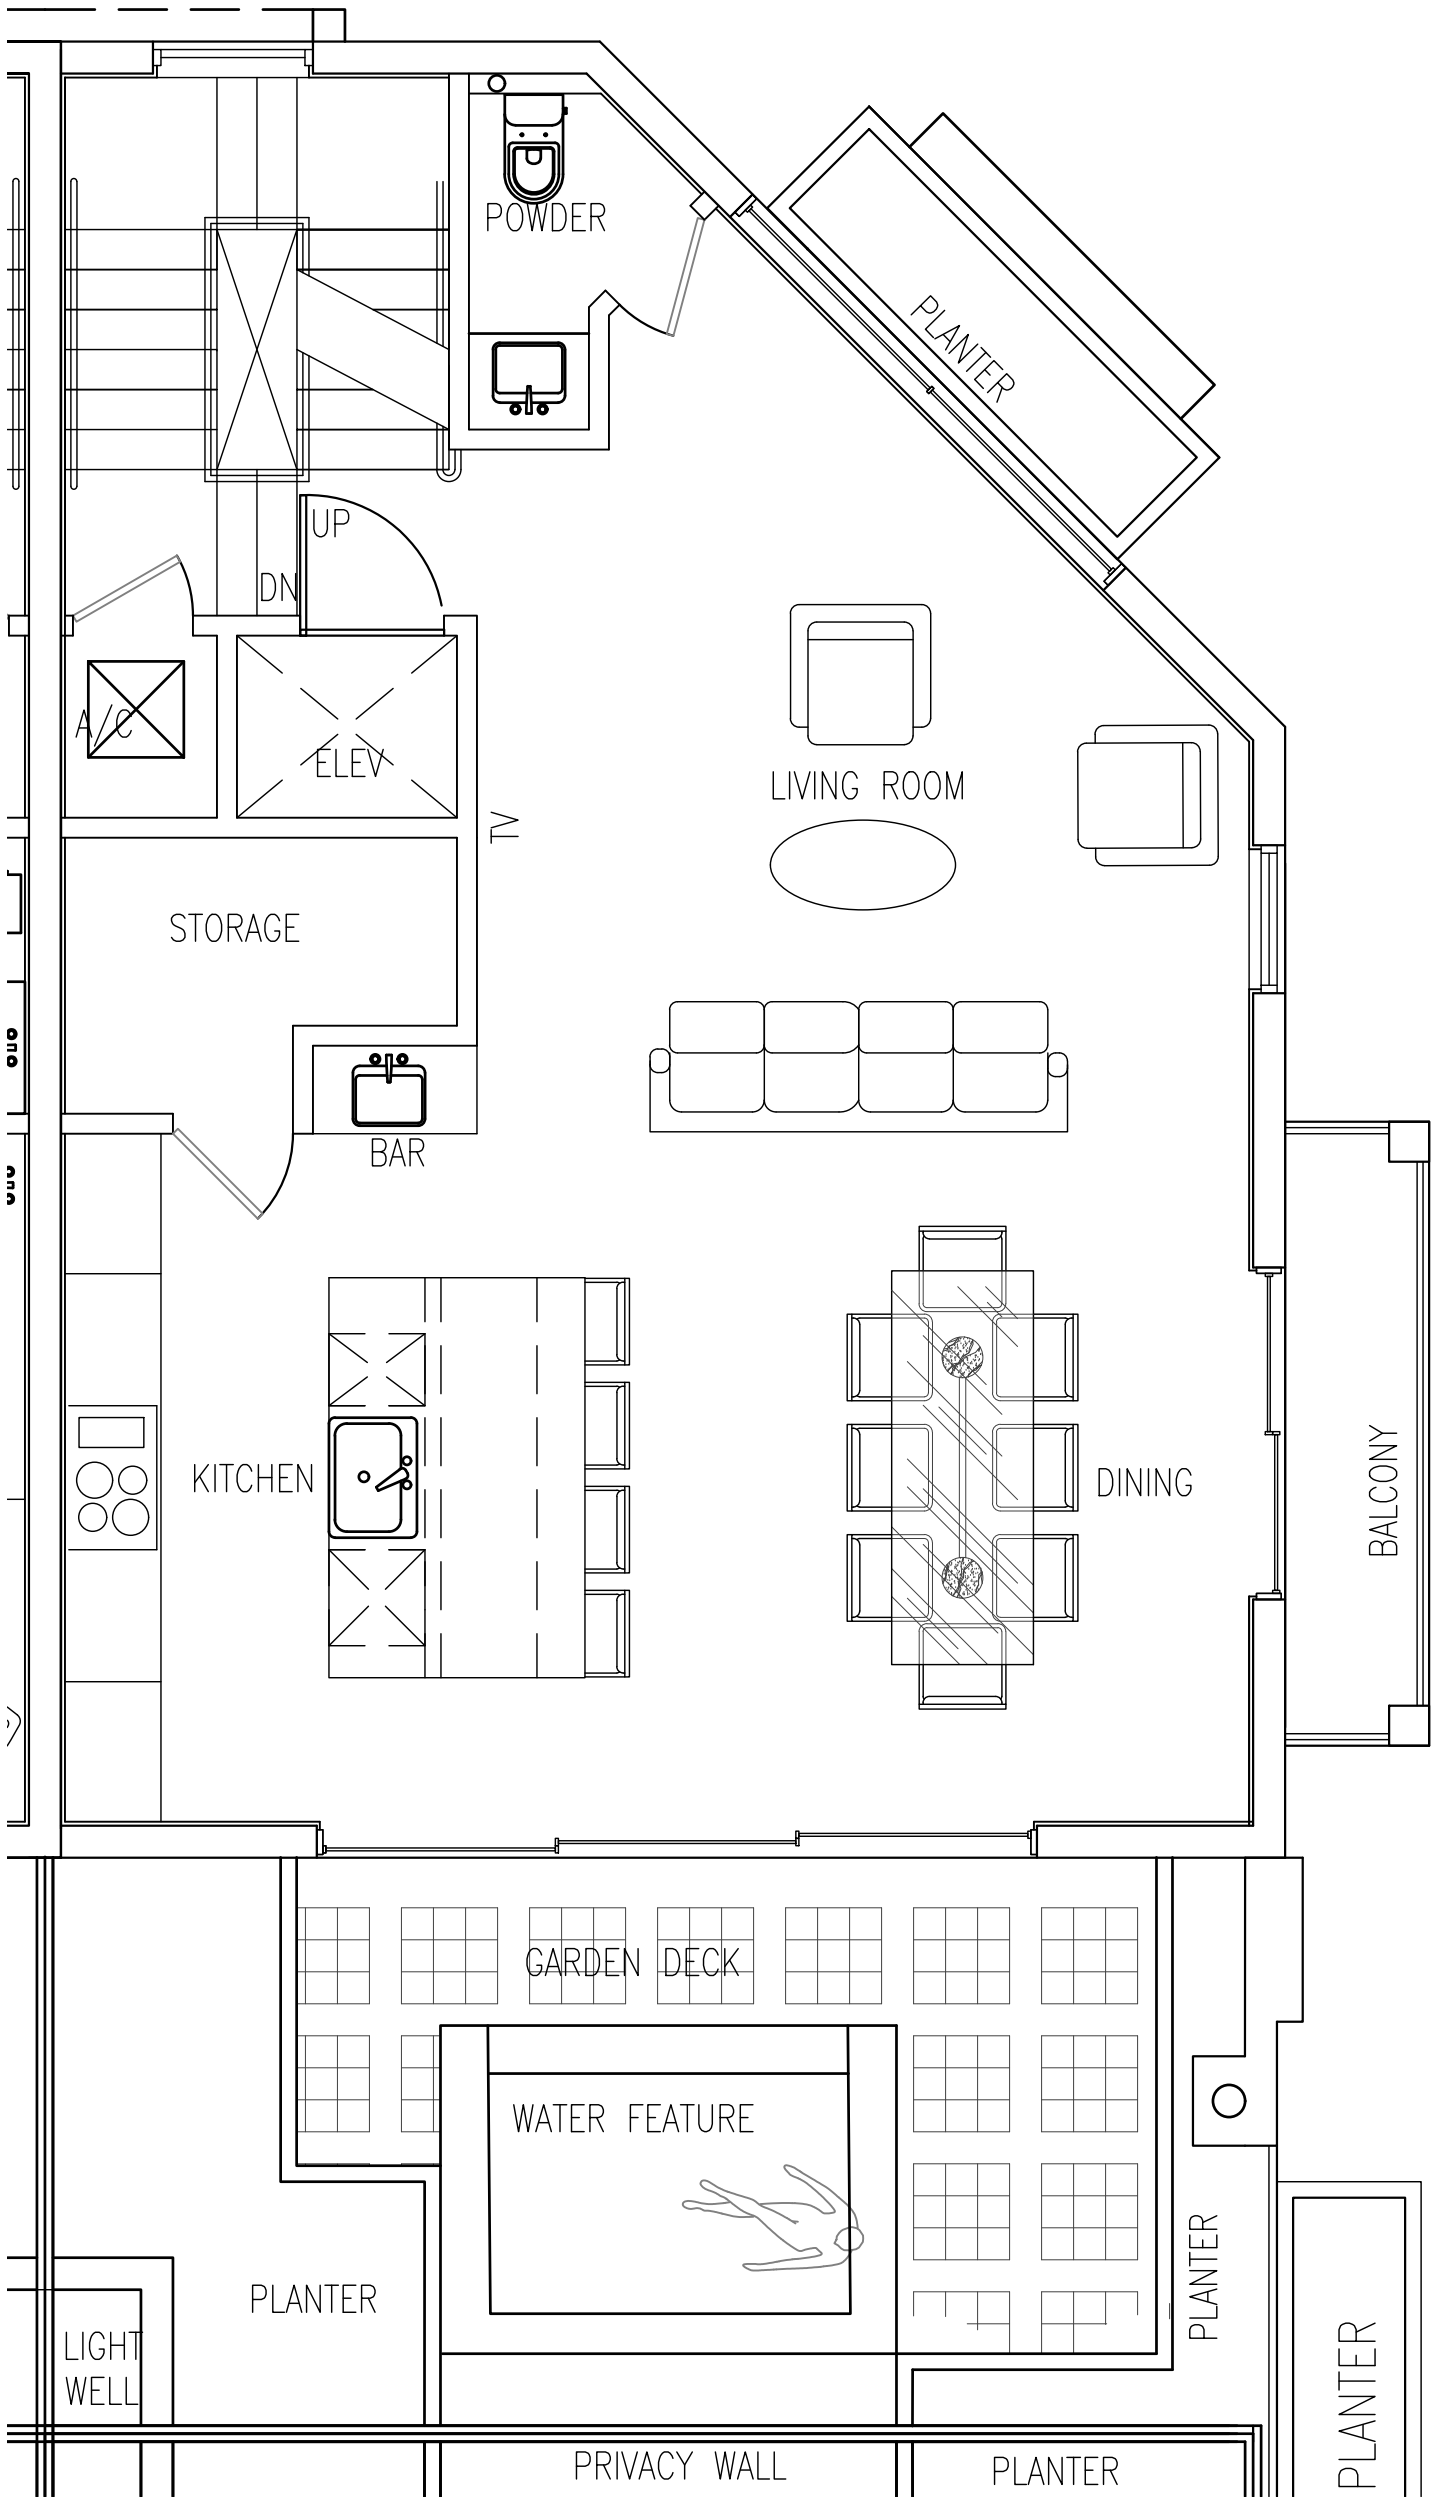 POWDER
PLANTER
UP
DN
A/C
ELEV
LIVING ROOM
TV
STORAGE
BAR
KITCHEN
DINING
BALCONY
GARDEN DECK
WATER FEATURE
PLANTER
PLANTER
LIGHT
WELL
PLANTER
PRIVACY WALL
PLANTER